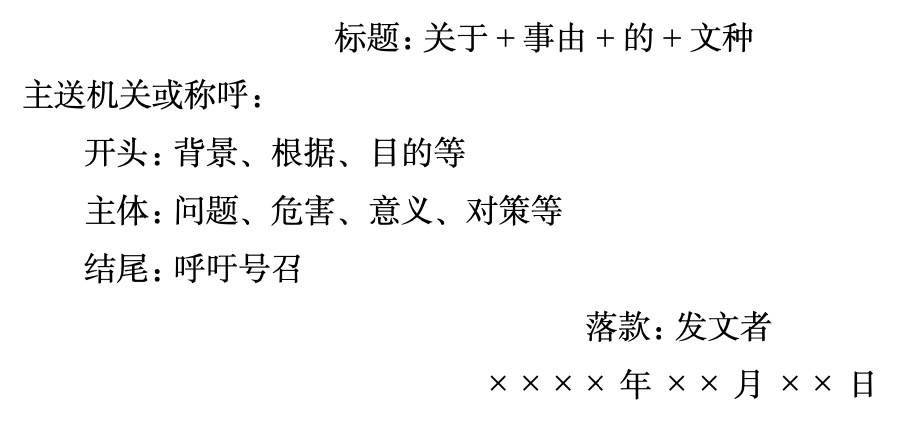 标题：关于＋事由＋的＋文种
主送机关或称呼：
开头：背景、根据、目的等
主体：问题、危害、意义、对策等
结尾：呼吁号召
落款：发文者
××××年××月××日